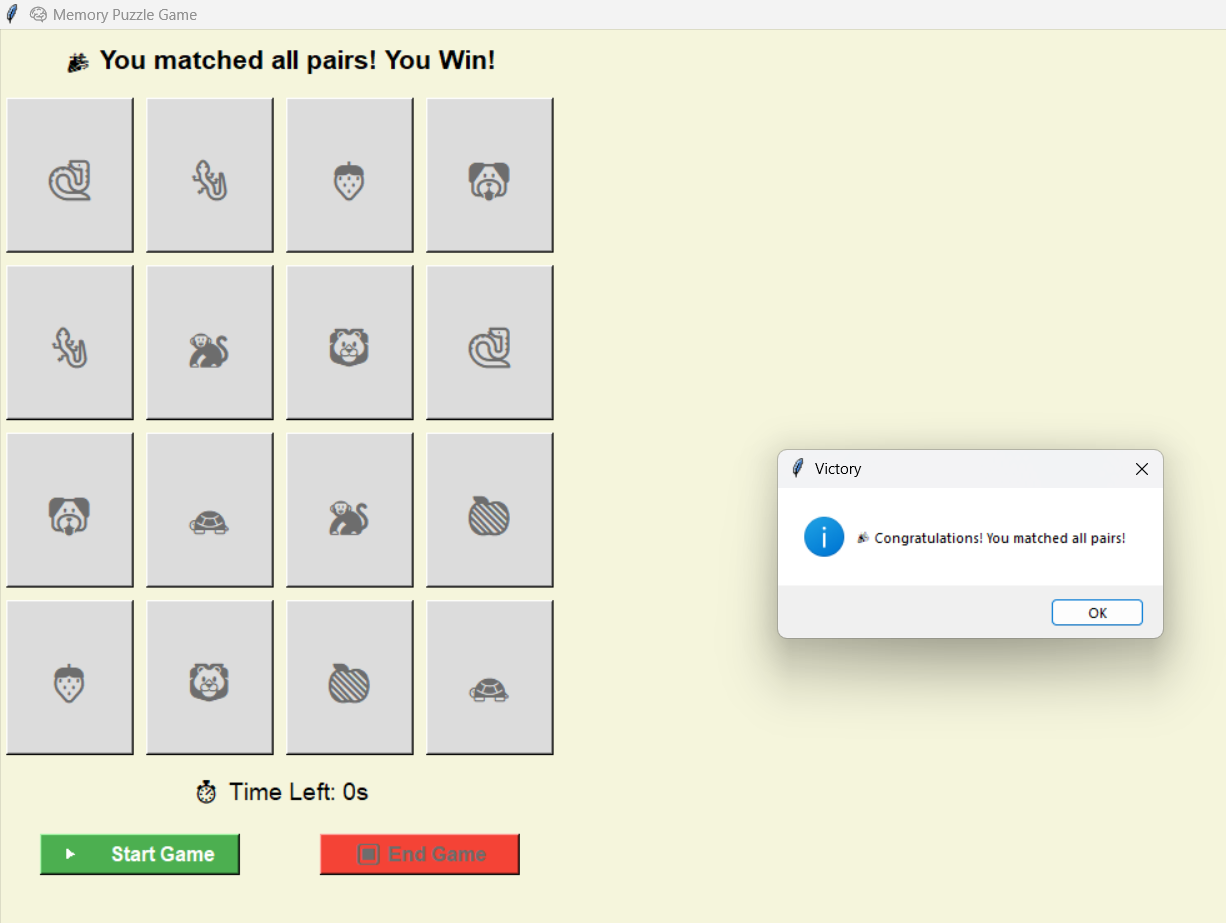 Memory Puzzle Game
You matched all pairs! You Win!
Victory
Congratulations! You matched all pairs!
OK
Time Left: 0s
Start Game
End Game